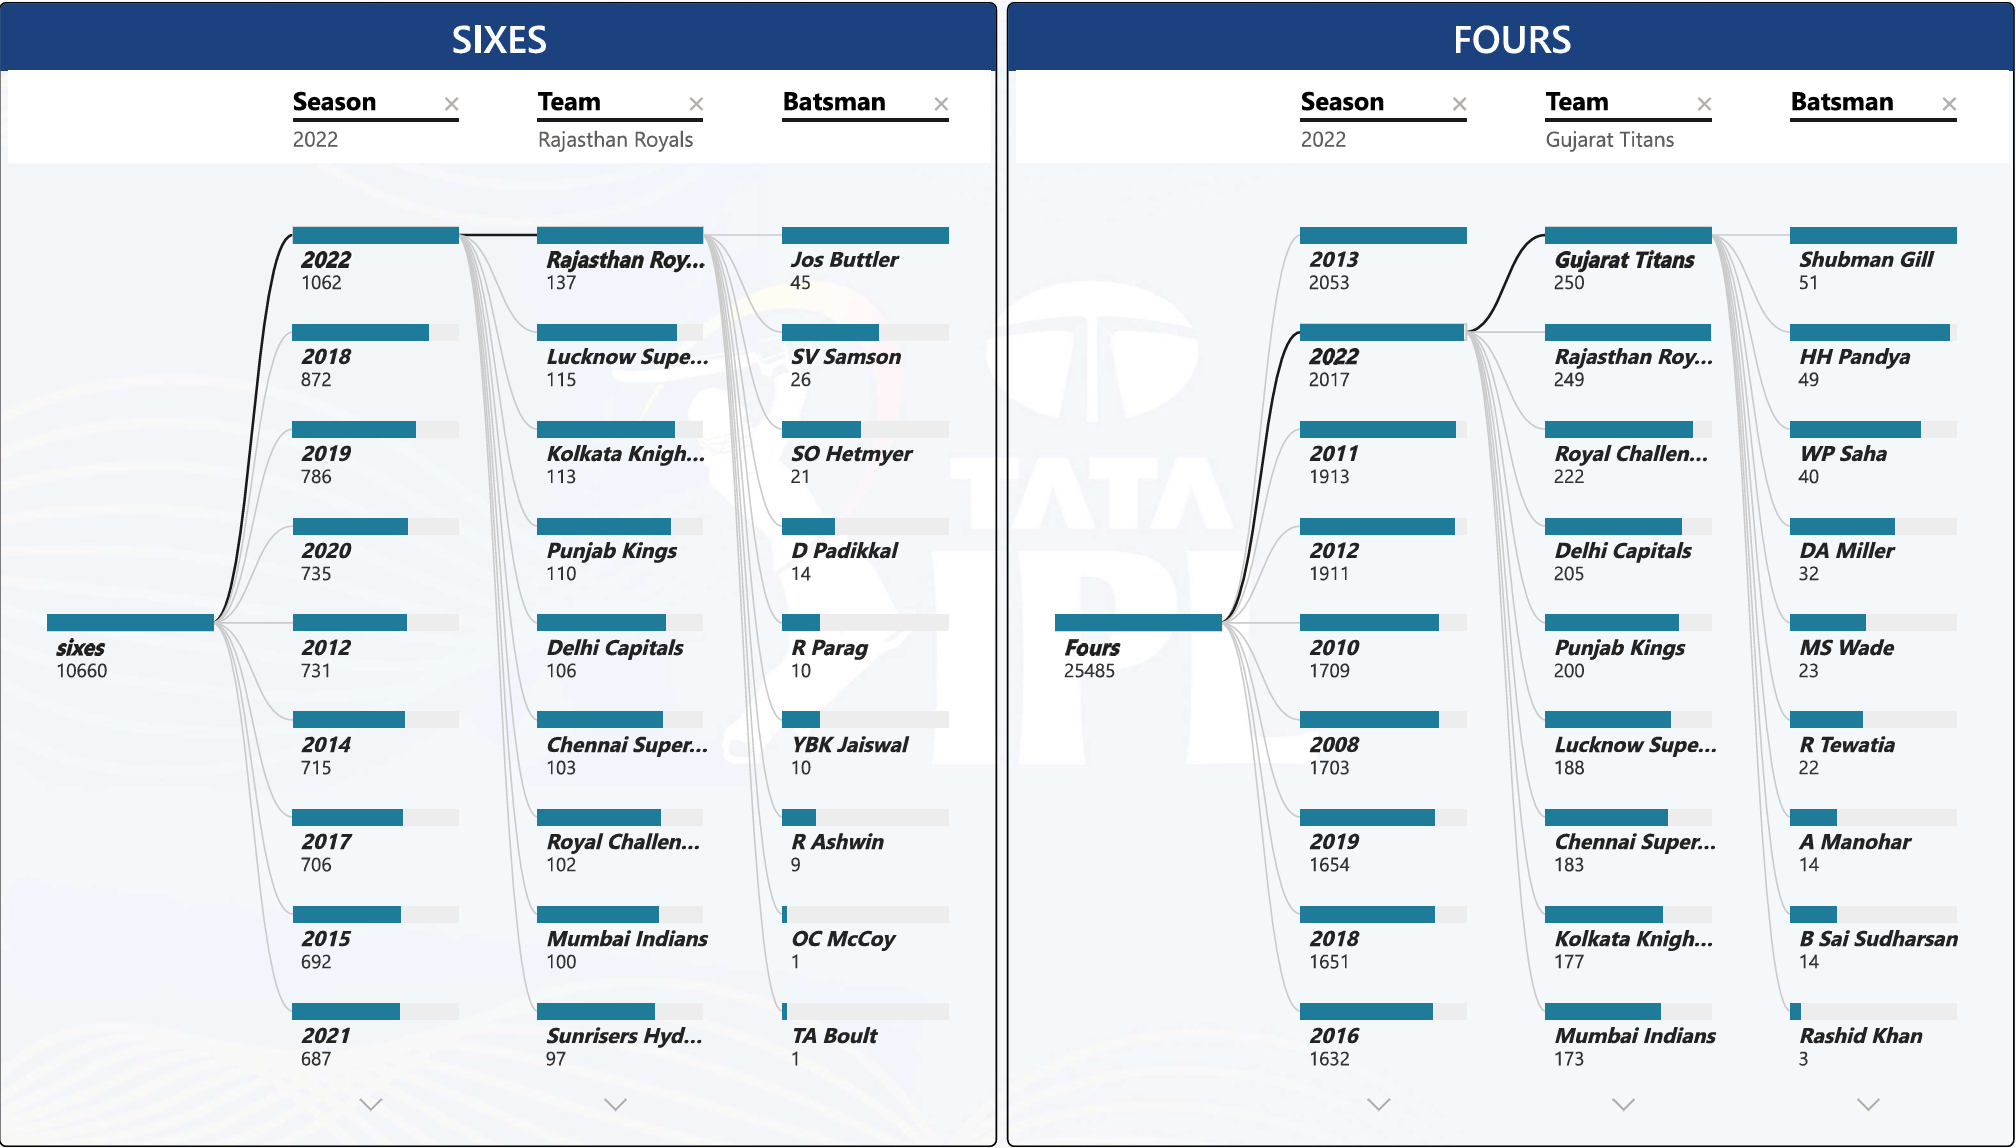 SIXES
Season ×
2022
Team ×
Rajasthan Royals
Batsman ×
sixes
10660
2022
1062
2018
872
2019
786
2020
735
2012
731
2014
715
2017
706
2015
692
2021
687
Rajasthan Roy...
137
Lucknow Supe...
115
Kolkata Knigh...
113
Punjab Kings
110
Delhi Capitals
106
Chennai Super...
103
Royal Challen...
102
Mumbai Indians
100
Sunrisers Hyd...
97
Jos Buttler
45
SV Samson
26
SO Hetmyer
21
D Padikkal
14
R Parag
10
YBK Jaiswal
10
R Ashwin
9
OC McCoy
1
TA Boult
1
TATA
IPL
FOURS
Season ×
2022
Team ×
Gujarat Titans
Batsman ×
Fours
25485
2013
2053
2022
2017
2011
1913
2012
1911
2010
1709
2008
1703
2019
1654
2018
1651
2016
1632
Gujarat Titans
250
Rajasthan Roy...
249
Royal Challen...
222
Delhi Capitals
205
Punjab Kings
200
Lucknow Supe...
188
Chennai Super...
183
Kolkata Knigh...
177
Mumbai Indians
173
Shubman Gill
51
HH Pandya
49
WP Saha
40
DA Miller
32
MS Wade
23
R Tewatia
22
A Manohar
14
B Sai Sudharsan
14
Rashid Khan
3